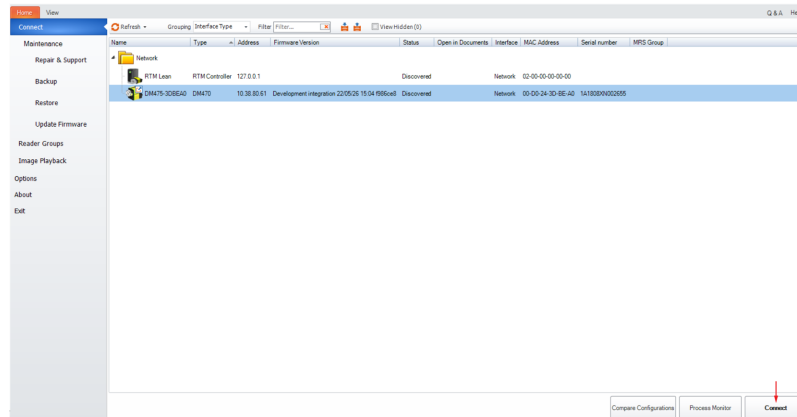 Home View Q & A He
Connect
Refresh Grouping Interface Type Filter Filter... View Hidden (0)
Name Type Address Firmware Version Status Open in Documents Interface MAC Address Serial number MRS Group
Maintenance
Repair & Support
Backup
Restore
Update Firmware
Reader Groups
Image Playback
Options
About
Exit
Network
RTM Lean RTM Controller 127.0.0.1 Discovered Network 02-00-00-00-00-00
DM475-3DBEA0 DM470 10.38.80.61 Development integration 22/05/26 15:04 f986ce8 Discovered Network 00-D0-24-3D-BE-A0 1A1808XN002655
Compare Configurations Process Monitor Connect